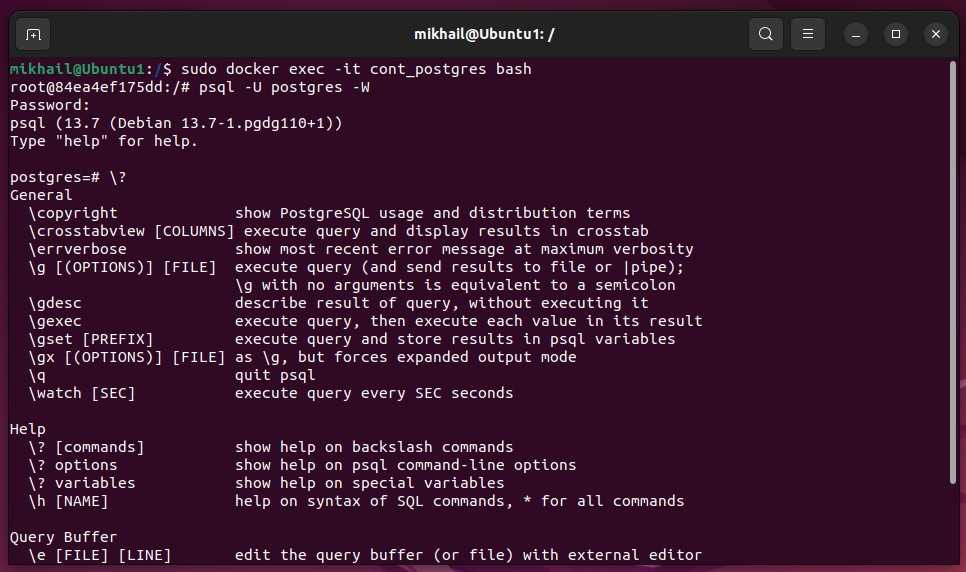 mikhail@Ubuntu1: /
mikhail@Ubuntu1:/$ sudo docker exec -it cont_postgres bash
root@84ea4ef175dd:/# psql -U postgres -W
Password:
psql (13.7 (Debian 13.7-1.pgdg110+1))
Type "help" for help.

postgres=# \?
General
  \copyright             show PostgreSQL usage and distribution terms
  \crosstabview [COLUMNS] execute query and display results in crosstab
  \errverbose            show most recent error message at maximum verbosity
  \g [(OPTIONS)] [FILE]  execute query (and send results to file or |pipe);
                         \g with no arguments is equivalent to a semicolon
  \gdesc                 describe result of query, without executing it
  \gexec                 execute query, then execute each value in its result
  \gset [PREFIX]         execute query and store results in psql variables
  \gx [(OPTIONS)] [FILE] as \g, but forces expanded output mode
  \q                     quit psql
  \watch [SEC]           execute query every SEC seconds

Help
  \? [commands]          show help on backslash commands
  \? options             show help on psql command-line options
  \? variables           show help on special variables
  \h [NAME]              help on syntax of SQL commands, * for all commands

Query Buffer
  \e [FILE] [LINE]       edit the query buffer (or file) with external editor